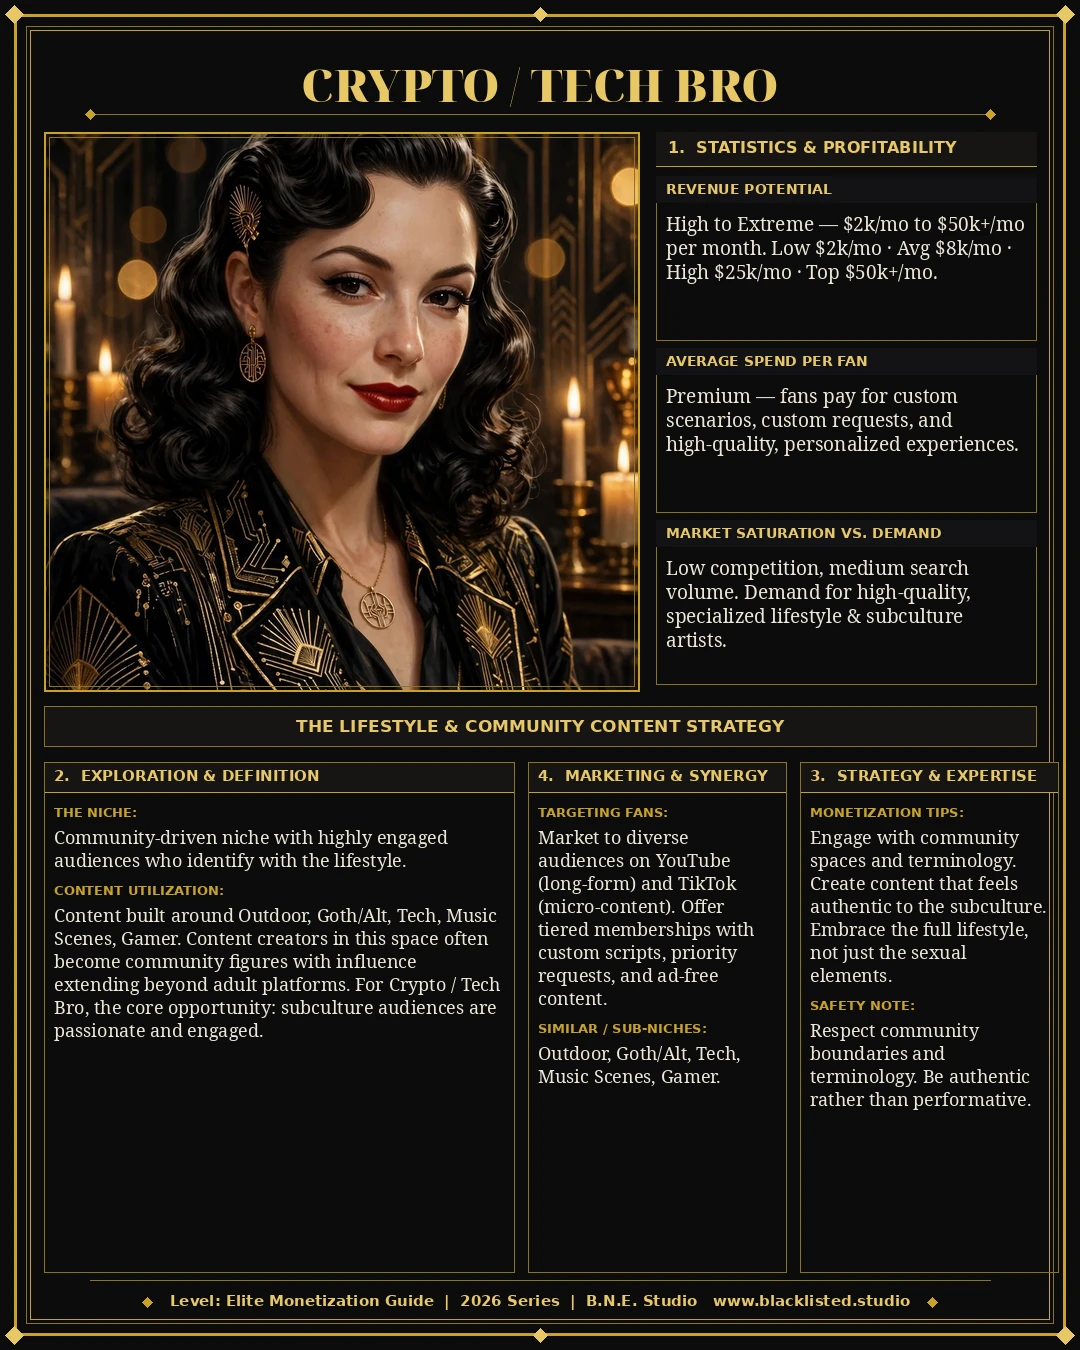 CRYPTO / TECH BRO
1. STATISTICS & PROFITABILITY
REVENUE POTENTIAL
High to Extreme — $2k/mo to $50k+/mo
per month. Low $2k/mo · Avg $8k/mo ·
High $25k/mo · Top $50k+/mo.
AVERAGE SPEND PER FAN
Premium — fans pay for custom
scenarios, custom requests, and
high-quality, personalized experiences.
MARKET SATURATION VS. DEMAND
Low competition, medium search
volume. Demand for high-quality,
specialized lifestyle & subculture
artists.
THE LIFESTYLE & COMMUNITY CONTENT STRATEGY
2. EXPLORATION & DEFINITION
THE NICHE:
Community-driven niche with highly engaged
audiences who identify with the lifestyle.
CONTENT UTILIZATION:
Content built around Outdoor, Goth/Alt, Tech, Music
Scenes, Gamer. Content creators in this space often
become community figures with influence
extending beyond adult platforms. For Crypto / Tech
Bro, the core opportunity: subculture audiences are
passionate and engaged.
4. MARKETING & SYNERGY
TARGETING FANS:
Market to diverse
audiences on YouTube
(long-form) and TikTok
(micro-content). Offer
tiered memberships with
custom scripts, priority
requests, and ad-free
content.
SIMILAR / SUB-NICHES:
Outdoor, Goth/Alt, Tech,
Music Scenes, Gamer.
3. STRATEGY & EXPERTISE
MONETIZATION TIPS:
Engage with community
spaces and terminology.
Create content that feels
authentic to the subculture.
Embrace the full lifestyle,
not just the sexual
elements.
SAFETY NOTE:
Respect community
boundaries and
terminology. Be authentic
rather than performative.
Level: Elite Monetization Guide | 2026 Series | B.N.E. Studio www.blacklisted.studio